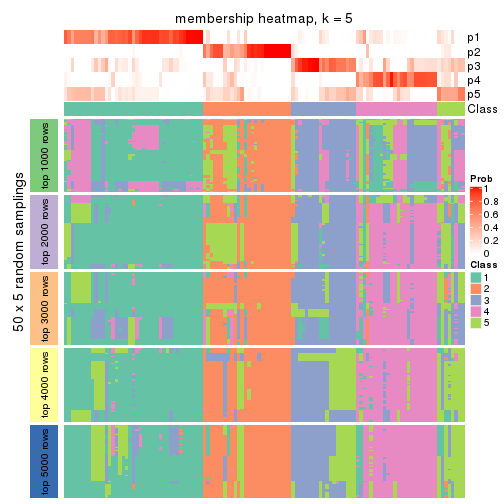 membership heatmap, k = 5
p1
p2
p3
p4
p5
Class
50 x 5 random samplings
top 1000 rows
top 2000 rows
top 3000 rows
top 4000 rows
top 5000 rows
Prob
1
0.8
0.6
0.4
0.2
0
Class
1
2
3
4
5